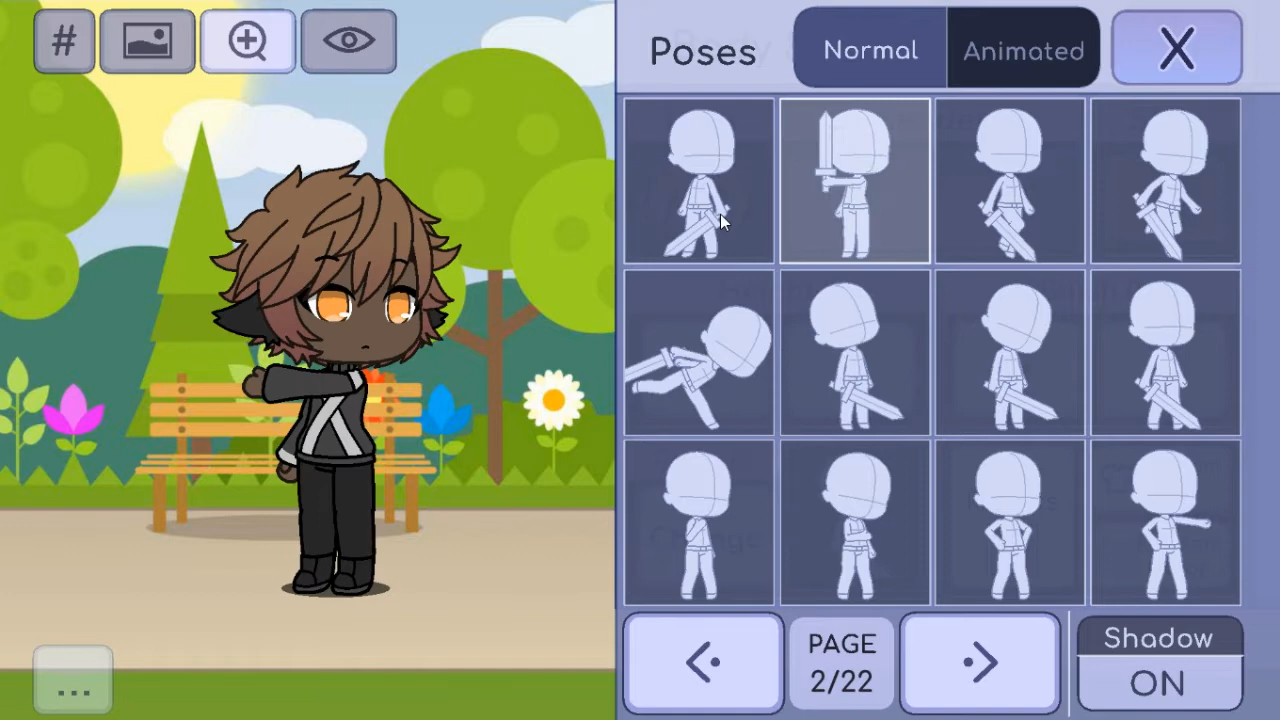 #
Poses
Normal
Animated
X
PAGE
2/22
Shadow
ON
...